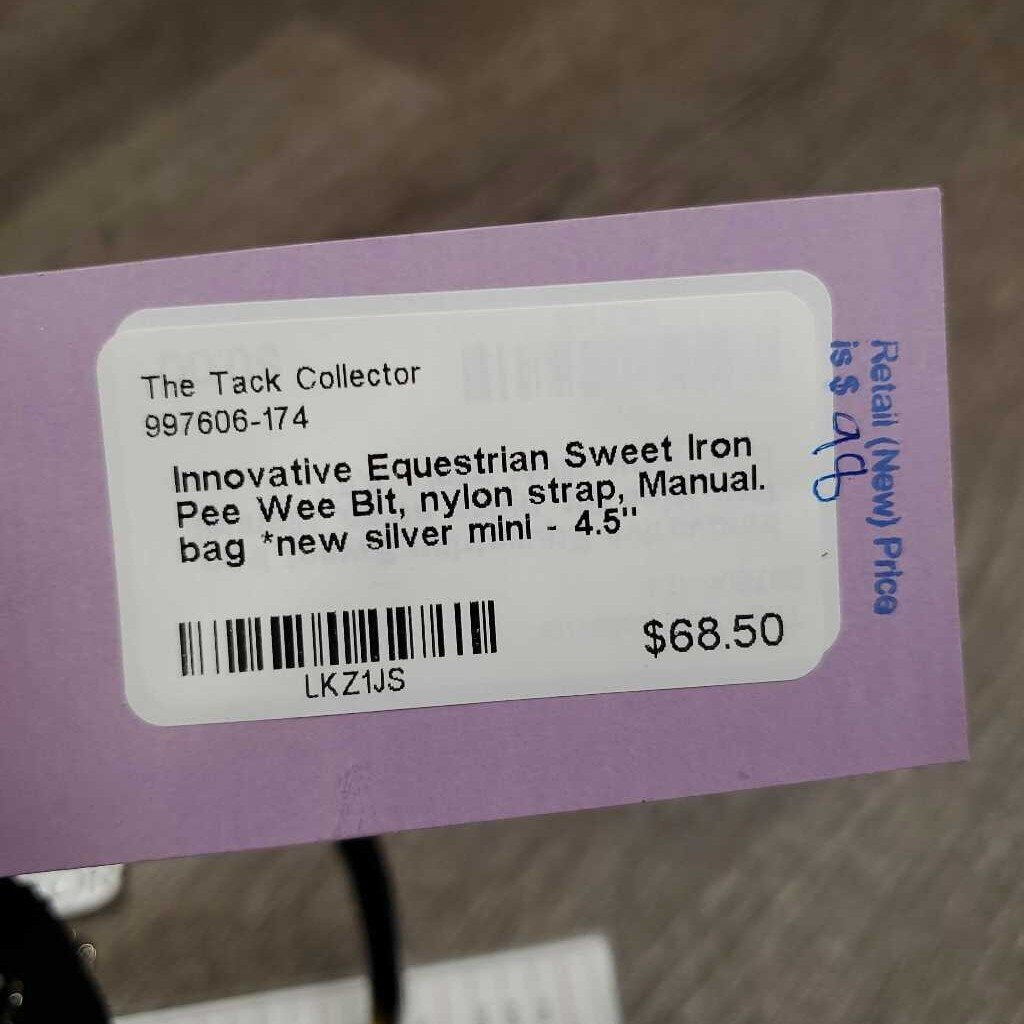 The Tack Collector
997606-174
Innovative Equestrian Sweet Iron
Pee Wee Bit, nylon strap, Manual.
bag *new silver mini - 4.5"
LKZ1JS
$68.50
Retail (New) Price
is $